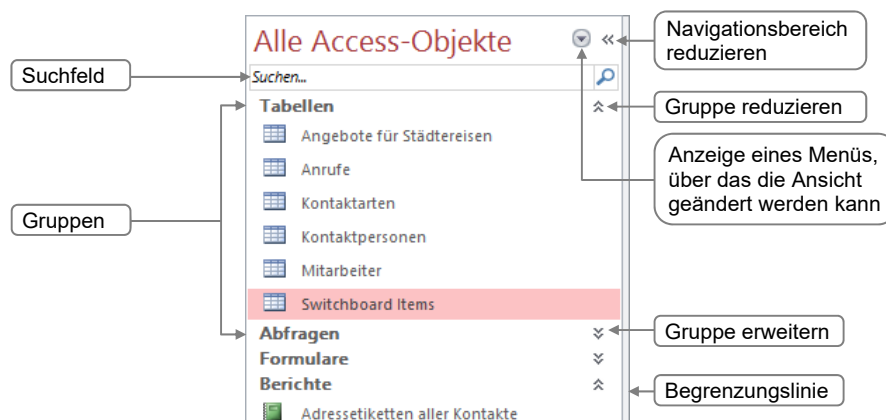 Alle Access-Objekte
Navigationsbereich
reduzieren
Suchfeld
Suchen...
Tabellen
Gruppe reduzieren
Angebote für Städtereisen
Anrufe
Anzeige eines Menüs,
über das die Ansicht
geändert werden kann
Kontaktarten
Gruppen
Kontaktpersonen
Mitarbeiter
Switchboard Items
Abfragen
Gruppe erweitern
Formulare
Berichte
Begrenzungslinie
Adressetiketten aller Kontakte